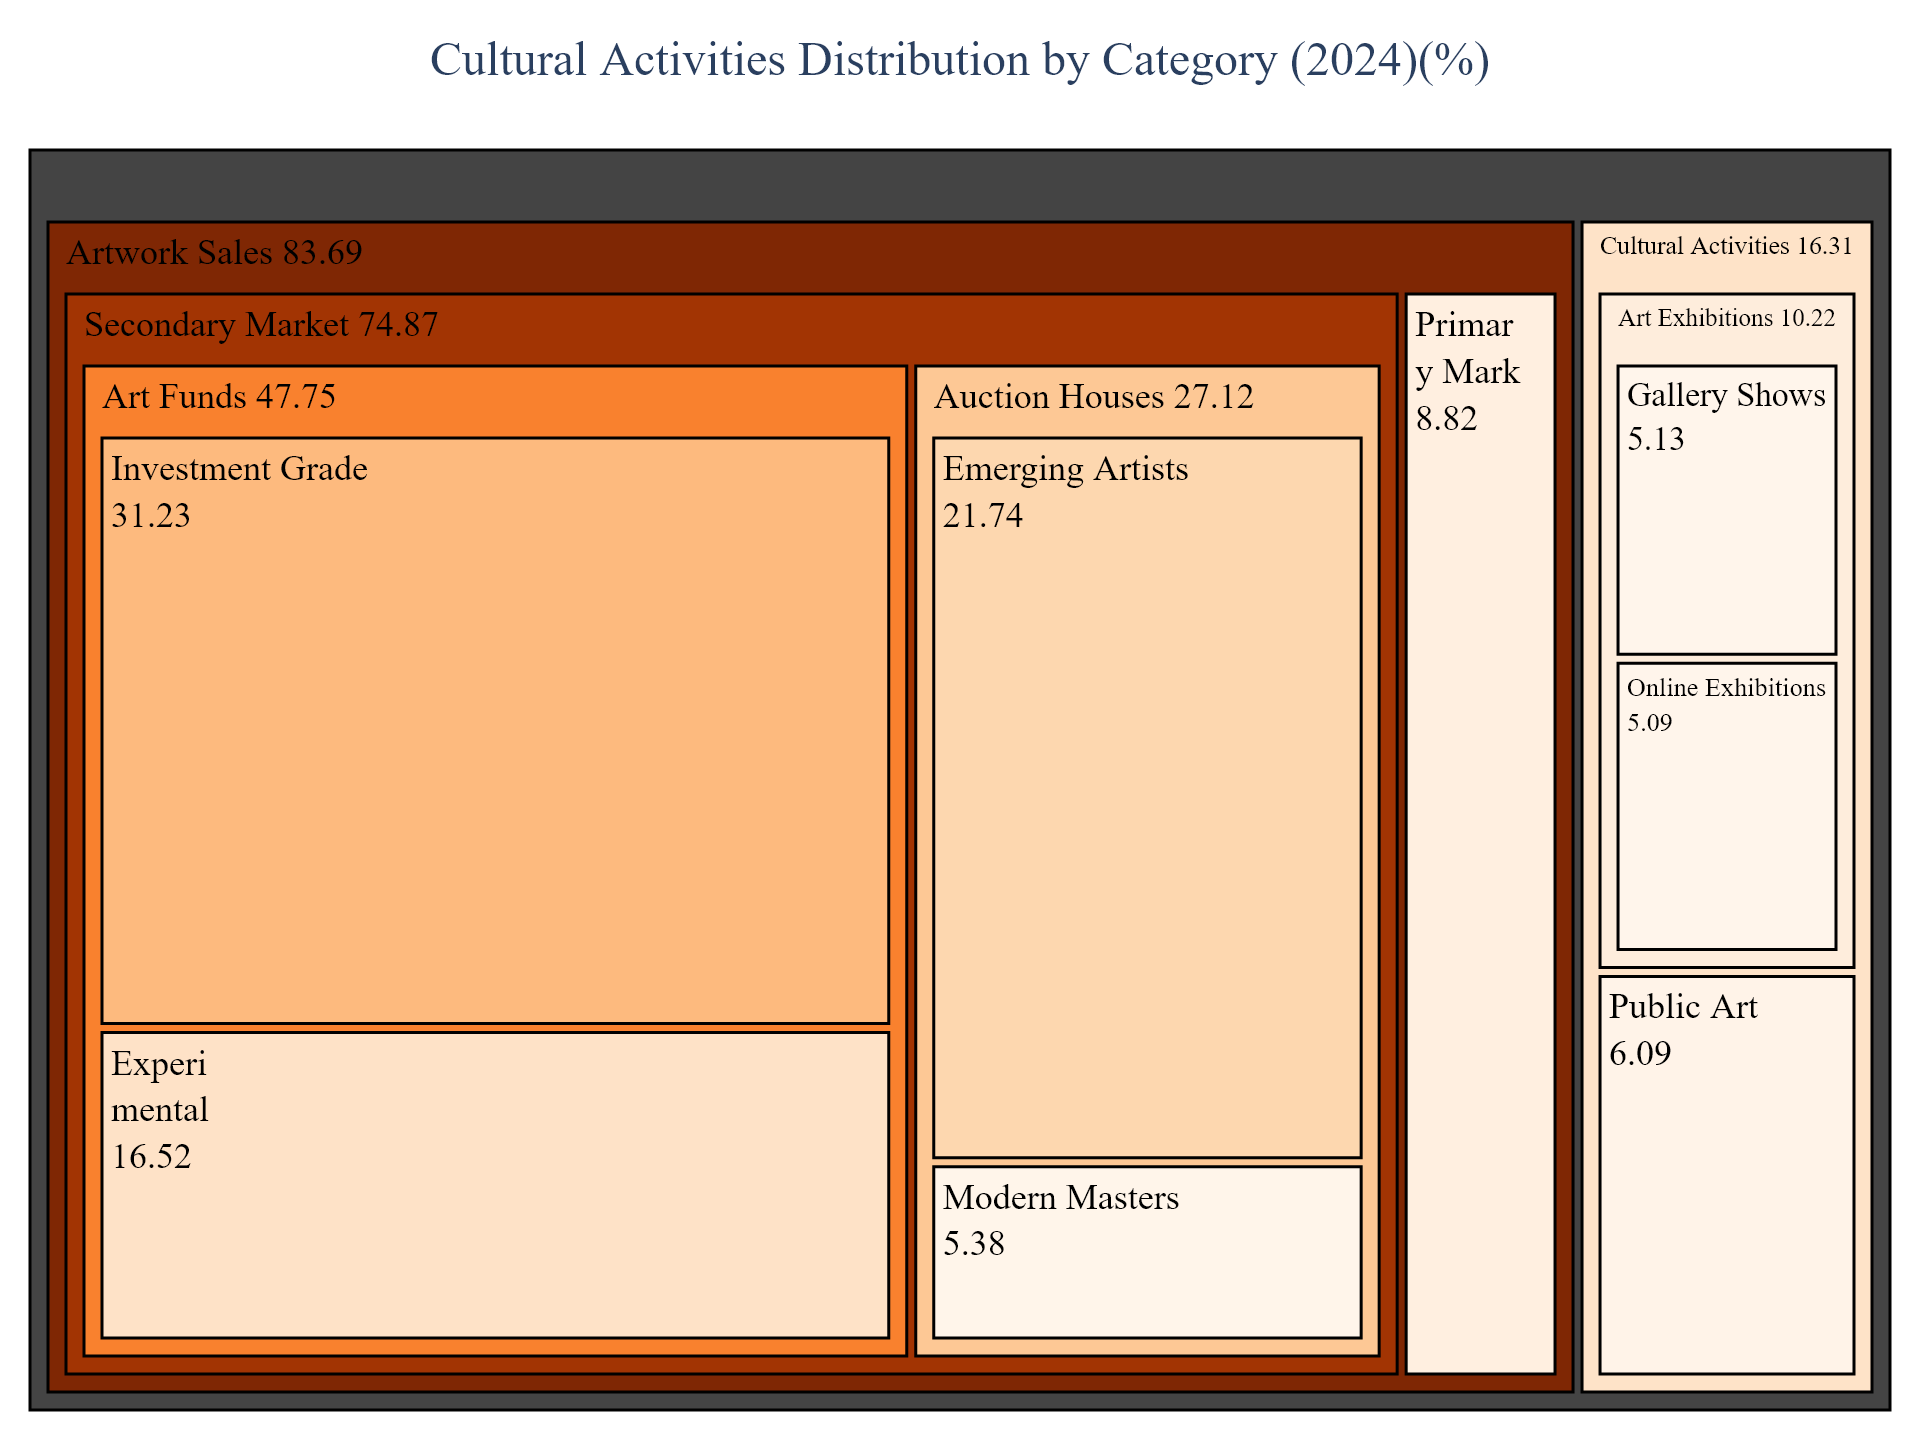 Cultural Activities Distribution by Category (2024)(%)
Artwork Sales 83.69
Secondary Market 74.87
Art Funds 47.75
Investment Grade
31.23
Experi
mental
16.52
Auction Houses 27.12
Emerging Artists
21.74
Modern Masters
5.38
Primar
y Mark
8.82
Cultural Activities 16.31
Art Exhibitions 10.22
Gallery Shows
5.13
Online Exhibitions
5.09
Public Art
6.09